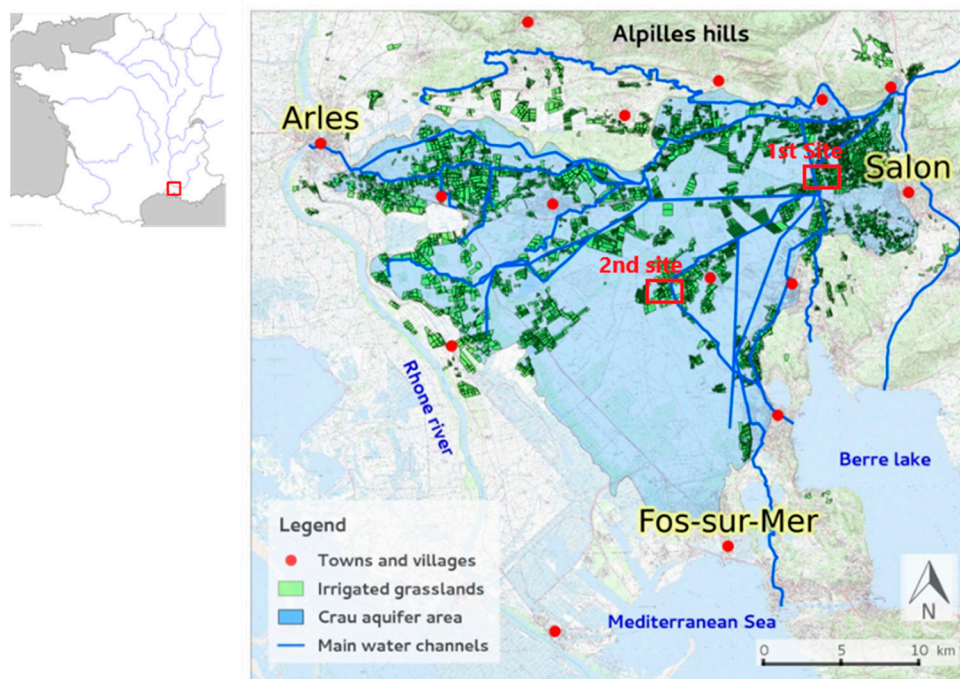 Alpilles hills
Arles
1st Site
Salon
2nd site
Rhone river
Berre lake
Fos-sur-Mer
Mediterranean Sea
Legend
Towns and villages
Irrigated grasslands
Crau aquifer area
Main water channels
N
0 5 10 km